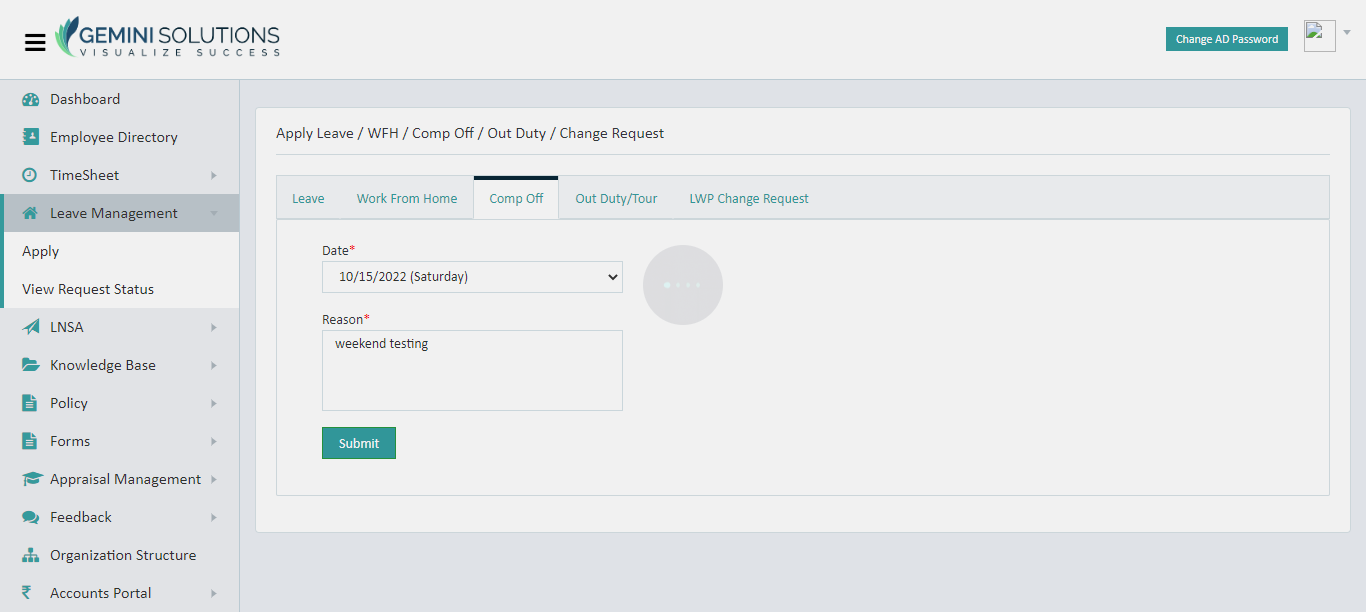 GEMINI SOLUTIONS
VISUALIZE SUCCESS
Change AD Password
Dashboard
Employee Directory
TimeSheet
Leave Management
Apply
View Request Status
LNSA
Knowledge Base
Policy
Forms
Appraisal Management
Feedback
Organization Structure
Accounts Portal
Apply Leave / WFH / Comp Off / Out Duty / Change Request
Leave Work From Home Comp Off Out Duty/Tour LWP Change Request
Date*
10/15/2022 (Saturday)
Reason*
weekend testing
Submit